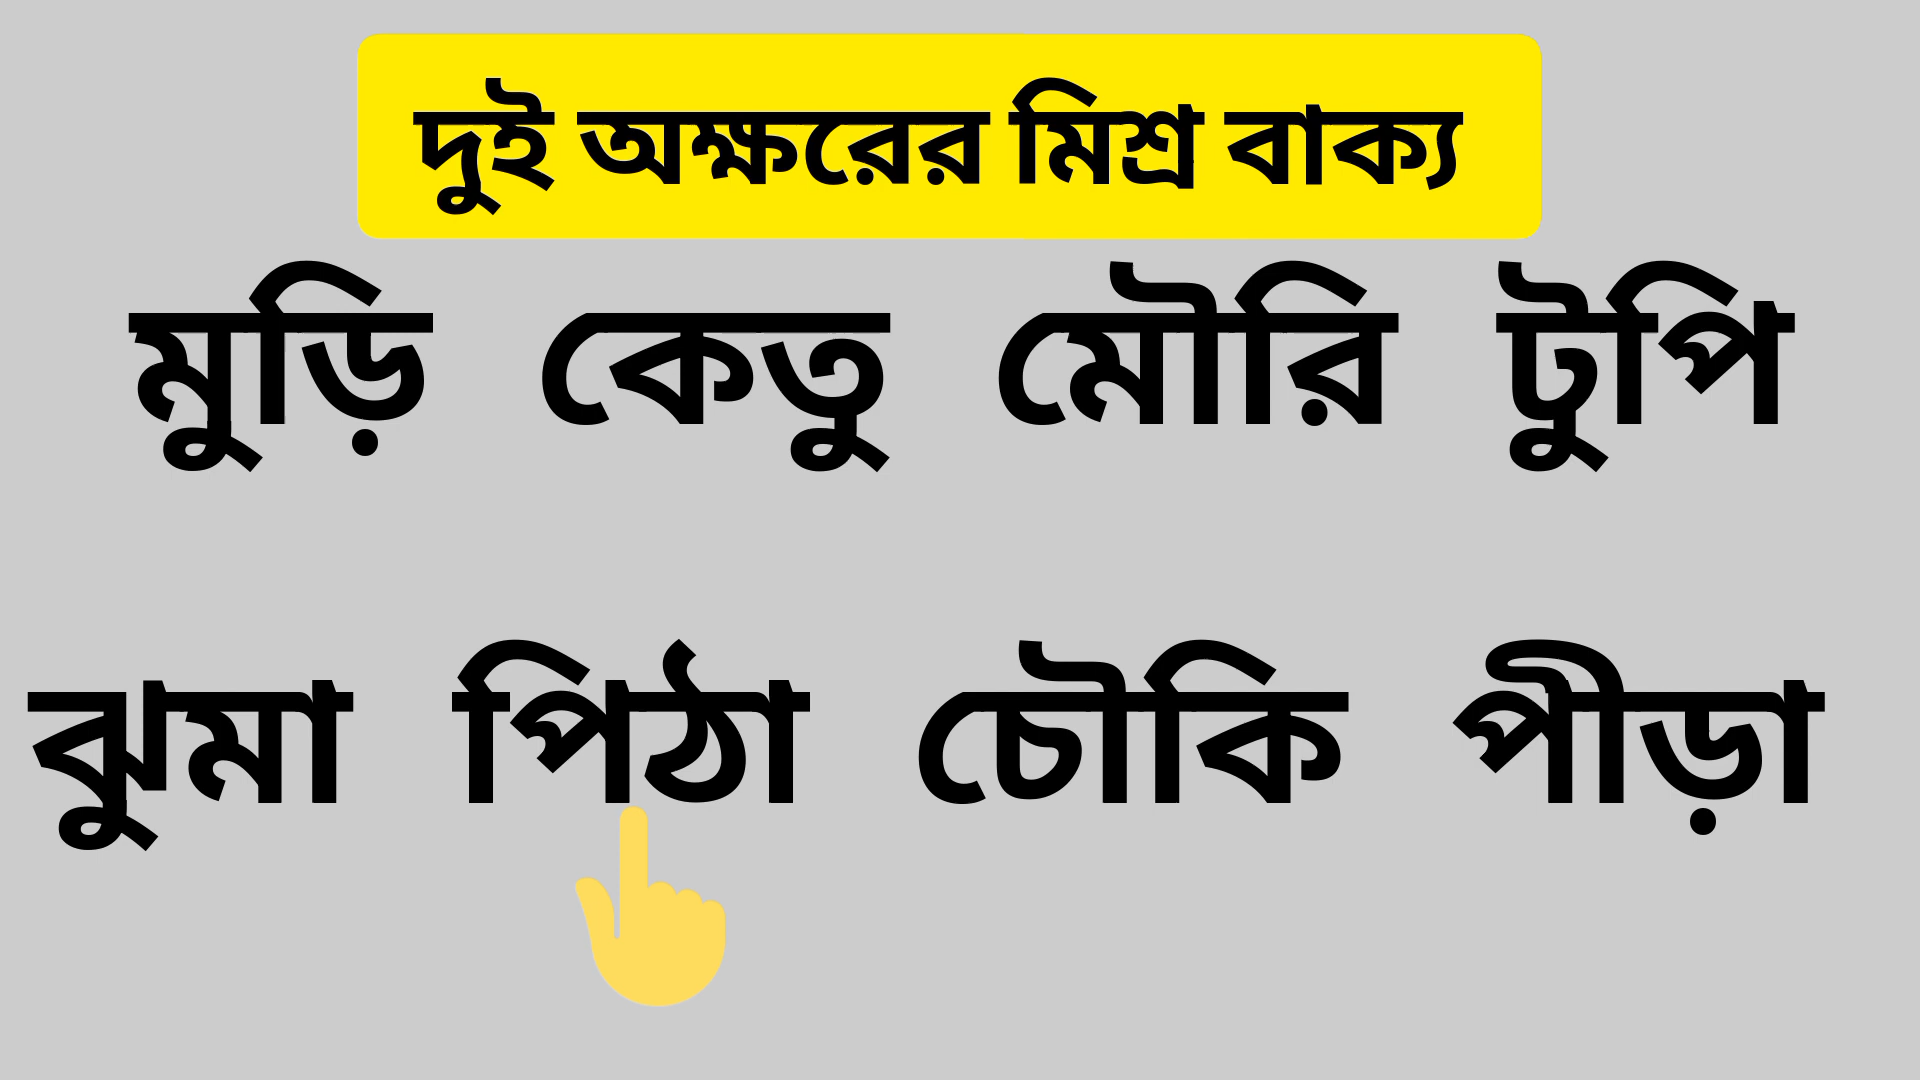 দুই অক্ষরের মিশ্র বাক্য
মুড়ি কেতু মৌরি টুপি
ঝুমা পিঠা চৌকি পীড়া